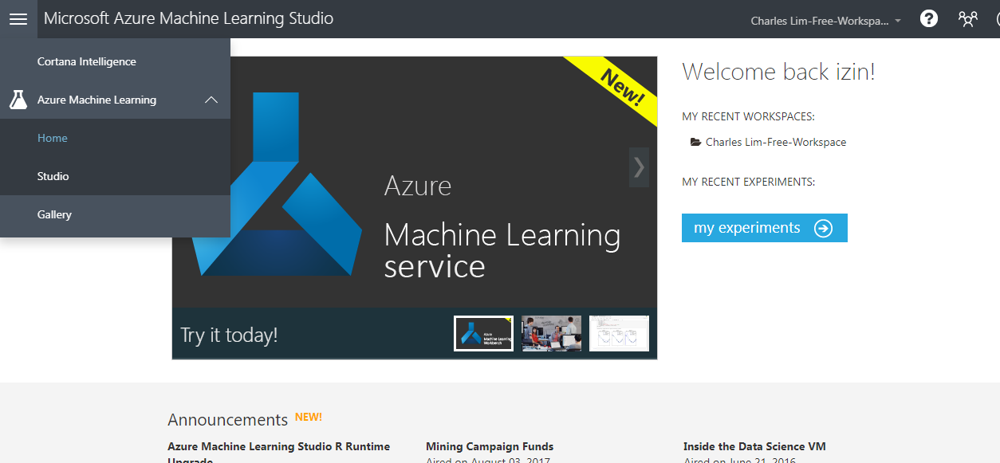 Microsoft Azure Machine Learning Studio
Charles Lim-Free-Workspa...
?
Cortana Intelligence
Azure Machine Learning
Home
Studio
Gallery
New!
Azure
Machine Learning
service
Try it today!
Azure
Machine Learning
Workbench
Welcome back izin!
MY RECENT WORKSPACES:
Charles Lim-Free-Workspace
MY RECENT EXPERIMENTS:
my experiments
Announcements NEW!
Azure Machine Learning Studio R Runtime
Upgrade
Mining Campaign Funds
Aired on August 03, 2017
Inside the Data Science VM
Aired on June 21, 2016